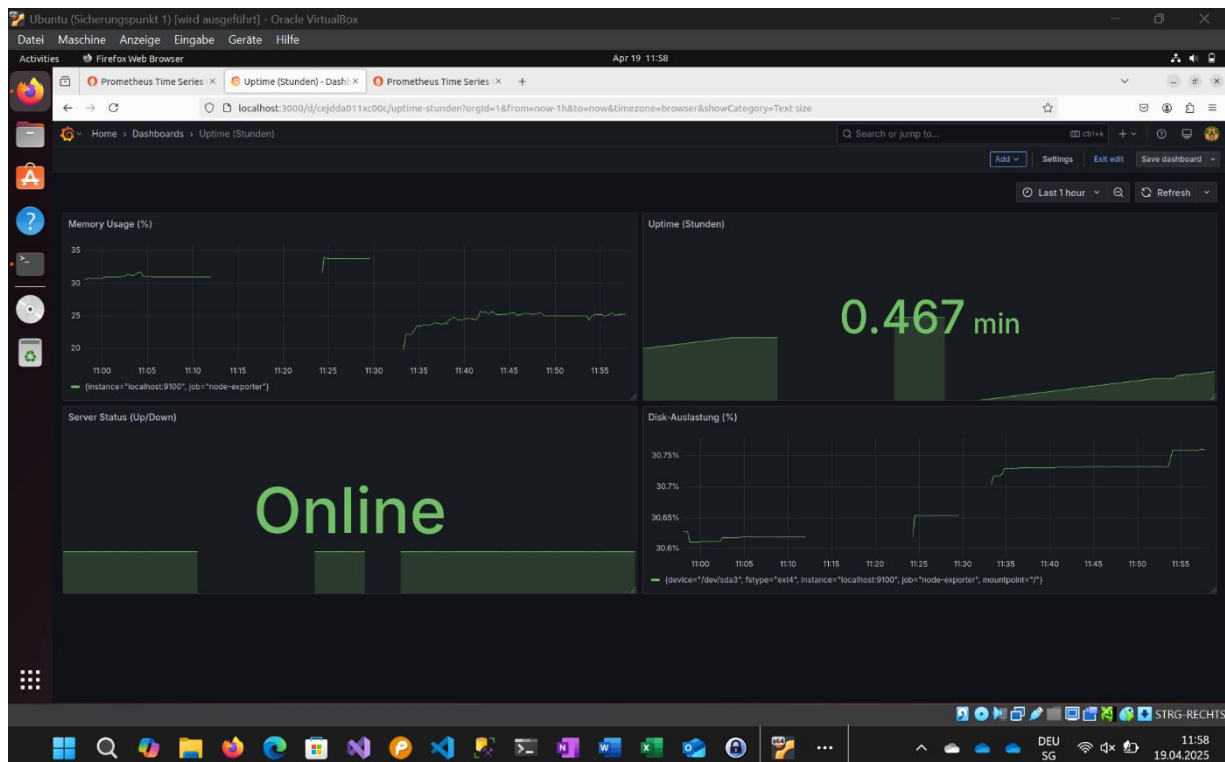 Ubuntu (Sicherungspunkt 1) [wird ausgeführt] - Oracle VirtualBox
Datei Maschine Anzeige Eingabe Geräte Hilfe
Activities Firefox Web Browser Apr 19 11:58
Prometheus Time Series Uptime (Stunden) - Dash Prometheus Time Series
localhost:3000/d/cejdda011xc00c/uptime-stunden?orgId=1&from=now-1h&to=now&timezone=browser&showCategory=Text size
Home Dashboards Uptime (Stunden) Search or jump to... ctrl+k
Add Settings Exit edit Save dashboard
Last 1 hour Refresh
Memory Usage (%)
35
30
25
20
11:00 11:05 11:10 11:15 11:20 11:25 11:30 11:35 11:40 11:45 11:50 11:55
{instance="localhost:9100", job="node-exporter"}
Uptime (Stunden)
0.467 min
Server Status (Up/Down)
Online
Disk-Auslastung (%)
30.75%
30.7%
30.65%
30.6%
11:00 11:05 11:10 11:15 11:20 11:25 11:30 11:35 11:40 11:45 11:50 11:55
{device="/dev/sda3", fstype="ext4", instance="localhost:9100", job="node-exporter", mountpoint="/"}
STRG-RECHTS
DEU
SG
11:58
19.04.2025